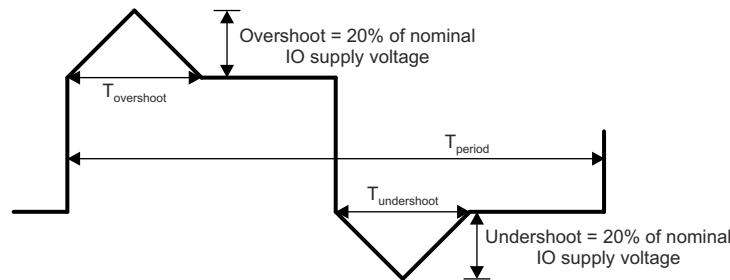 Overshoot = 20% of nominal
IO supply voltage
Tovershoot
Tperiod
Tundershoot
Undershoot = 20% of nominal
IO supply voltage